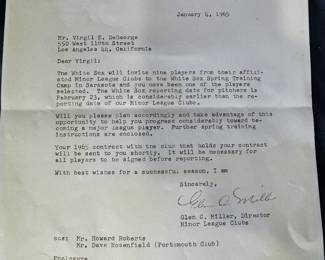 January 4, 1965
Mr. Virgil E. DeGeorge
550 West 110th Street
Los Angeles 44, California
Dear Virgil:
The White Sox will invite nine players from their affili-
ated Minor League Clubs to the White Sox Spring Training
Camp in Sarasota and you have been one of the players
selected. The White Sox reporting date for pitchers is
February 23, which is considerably earlier than the re-
porting date of our Minor League Clubs.
Will you please plan accordingly and take advantage of this
opportunity to help you progress considerably toward be-
coming a major league player. Further spring training
instructions are enclosed.
Your 1965 contract with the club that holds your contract
will be sent to you shortly. It will be necessary for
all players to be signed before reporting.
With best wishes for a successful season, I am
Sincerely,
Glen C. Miller
Glen C. Miller, Director
Minor League Clubs
cc: Mr. Howard Roberts
Mr. Dave Rosenfield (Portsmouth Club)
Enclosure